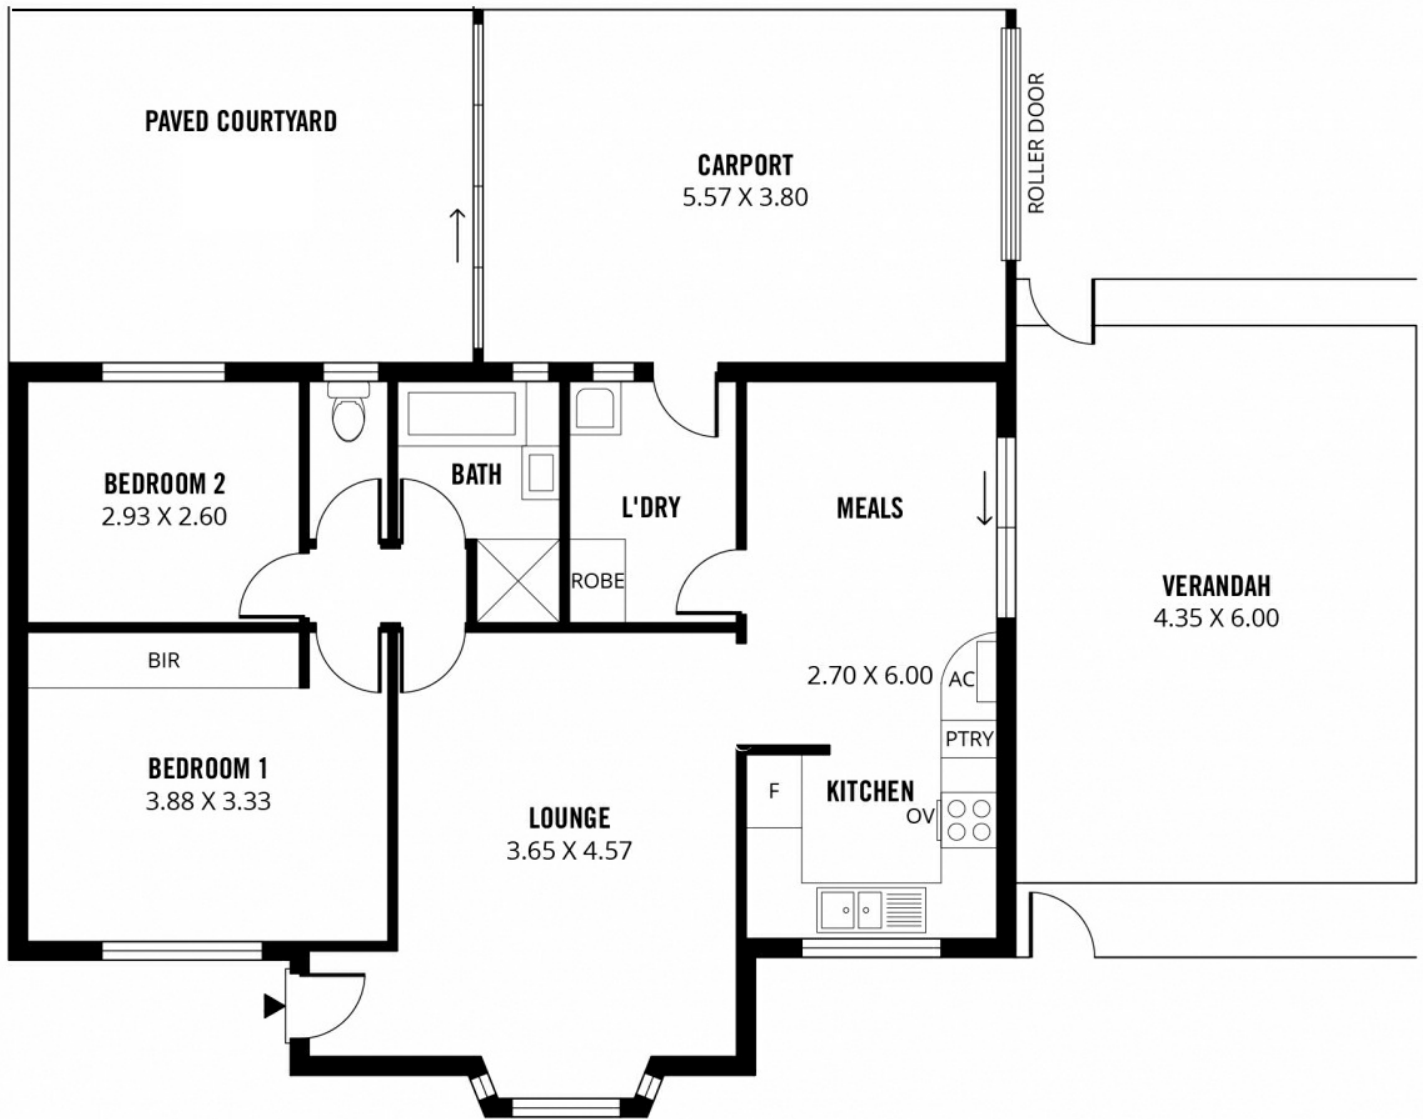 PAVED COURTYARD
CARPORT
5.57 X 3.80
ROLLER DOOR
BEDROOM 2
2.93 X 2.60
BATH
L'DRY
MEALS
ROBE
VERANDAH
4.35 X 6.00
BIR
2.70 X 6.00
AC
PTRY
BEDROOM 1
3.88 X 3.33
F
KITCHEN
OV
LOUNGE
3.65 X 4.57